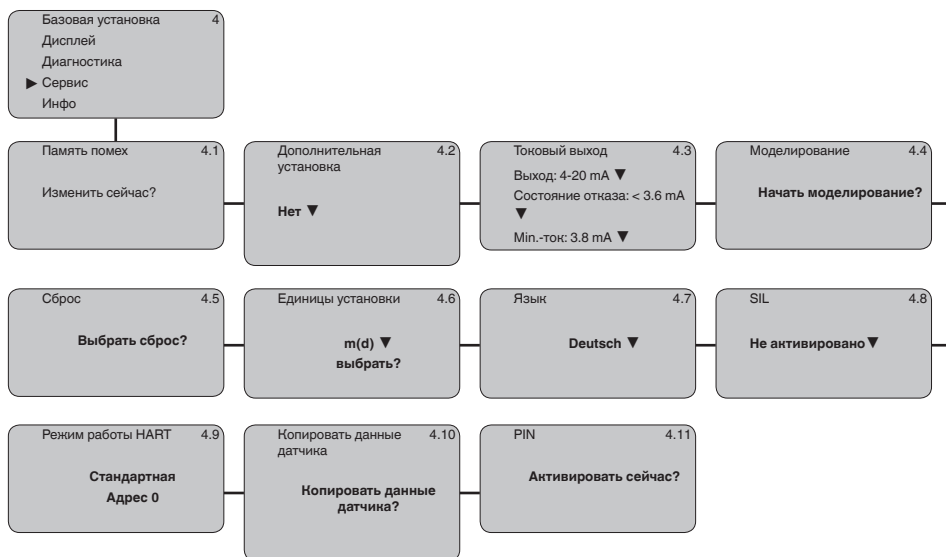 Базовая установка 4
Дисплей
Диагностика
▶ Сервис
Инфо
Память помех 4.1
Изменить сейчас?
Дополнительная 4.2
установка
Нет ▼
Токовый выход 4.3
Выход: 4-20 mA ▼
Состояние отказа: < 3.6 mA
▼
Min.-ток: 3.8 mA ▼
Моделирование 4.4
Начать моделирование?
Сброс 4.5
Выбрать сброс?
Единицы установки 4.6
m(d) ▼
выбрать?
Язык 4.7
Deutsch ▼
SIL 4.8
Не активировано ▼
Режим работы HART 4.9
Стандартная
Адрес 0
Копировать данные 4.10
датчика
Копировать данные
датчика?
PIN 4.11
Активировать сейчас?